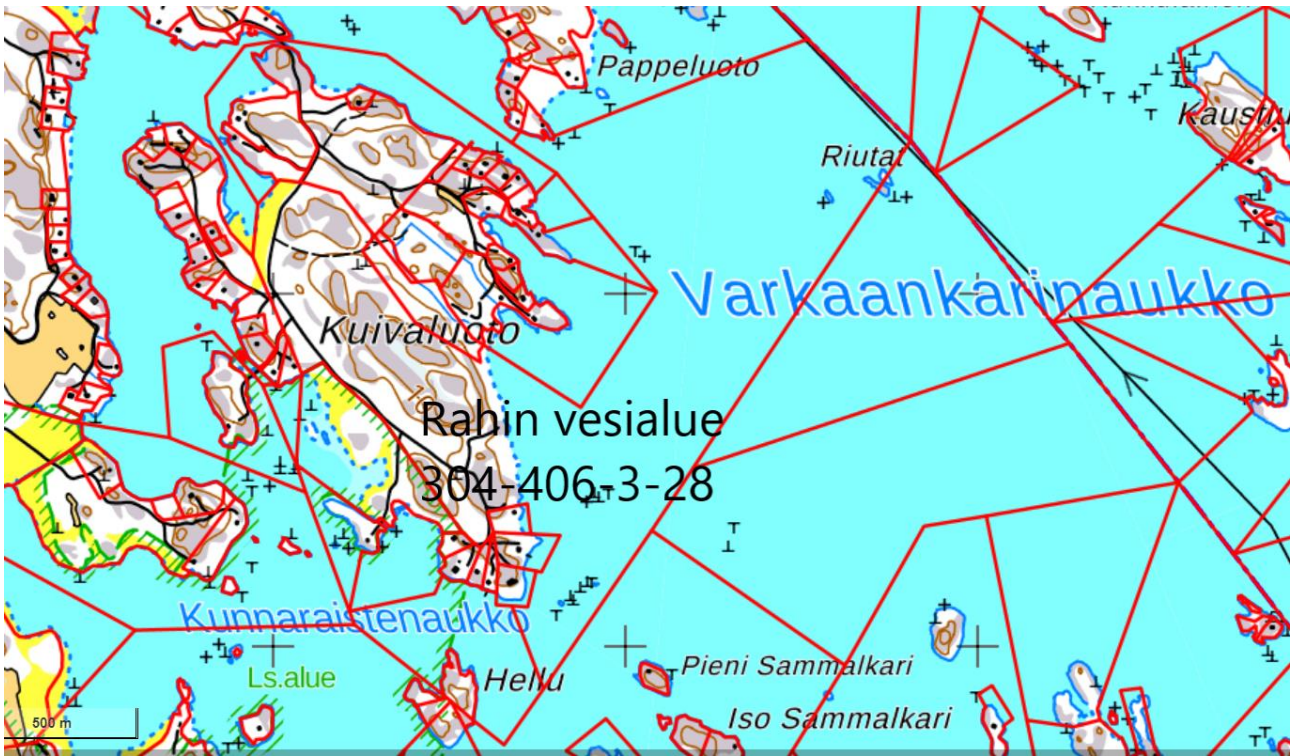 Pappeluoto
Riutat
Varkaankarinaukko
Kuivaluoto
Rahin vesialue
304-406-3-28
Kunnaraistenaukko
Ls.alue
Hellu
Pieni Sammalkari
Iso Sammalkari
500 m